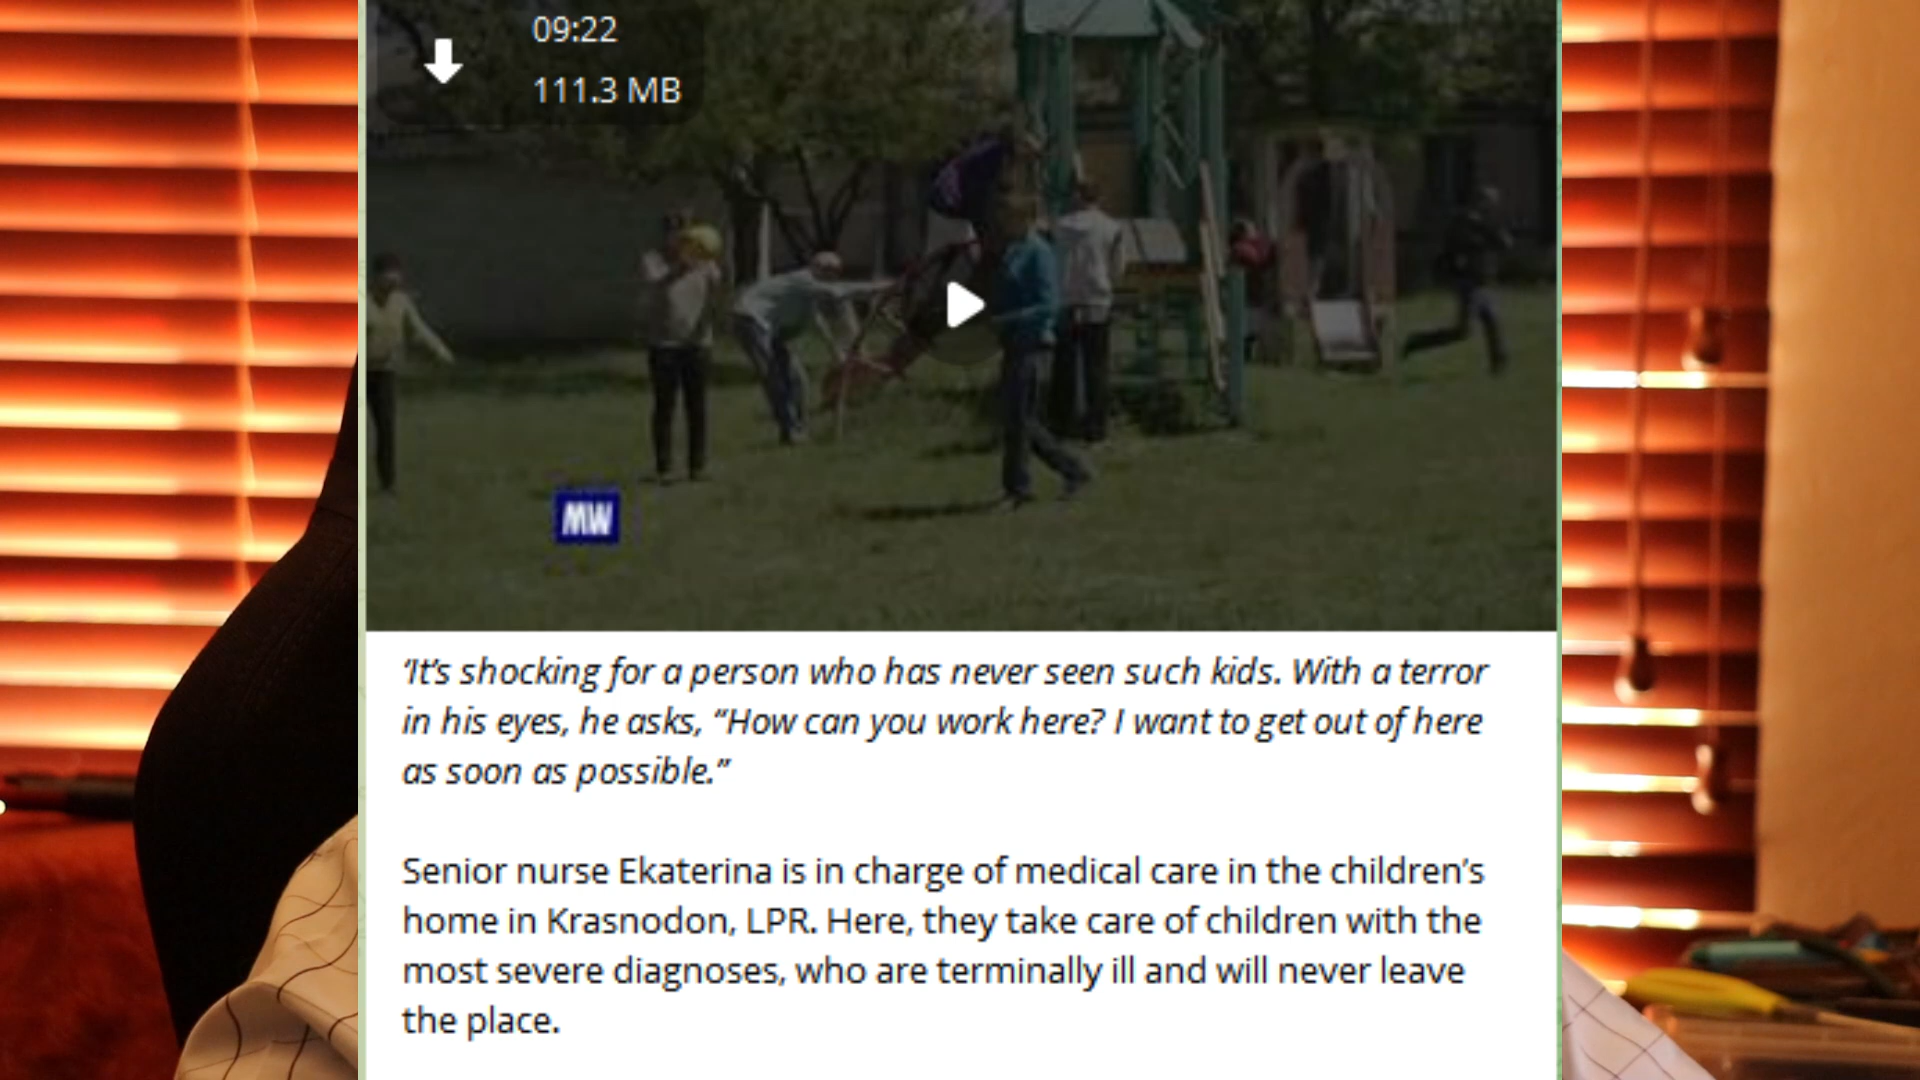 09:22
111.3 MB
MW
‘It’s shocking for a person who has never seen such kids. With a terror
in his eyes, he asks, “How can you work here? I want to get out of here
as soon as possible.”
Senior nurse Ekaterina is in charge of medical care in the children’s
home in Krasnodon, LPR. Here, they take care of children with the
most severe diagnoses, who are terminally ill and will never leave
the place.